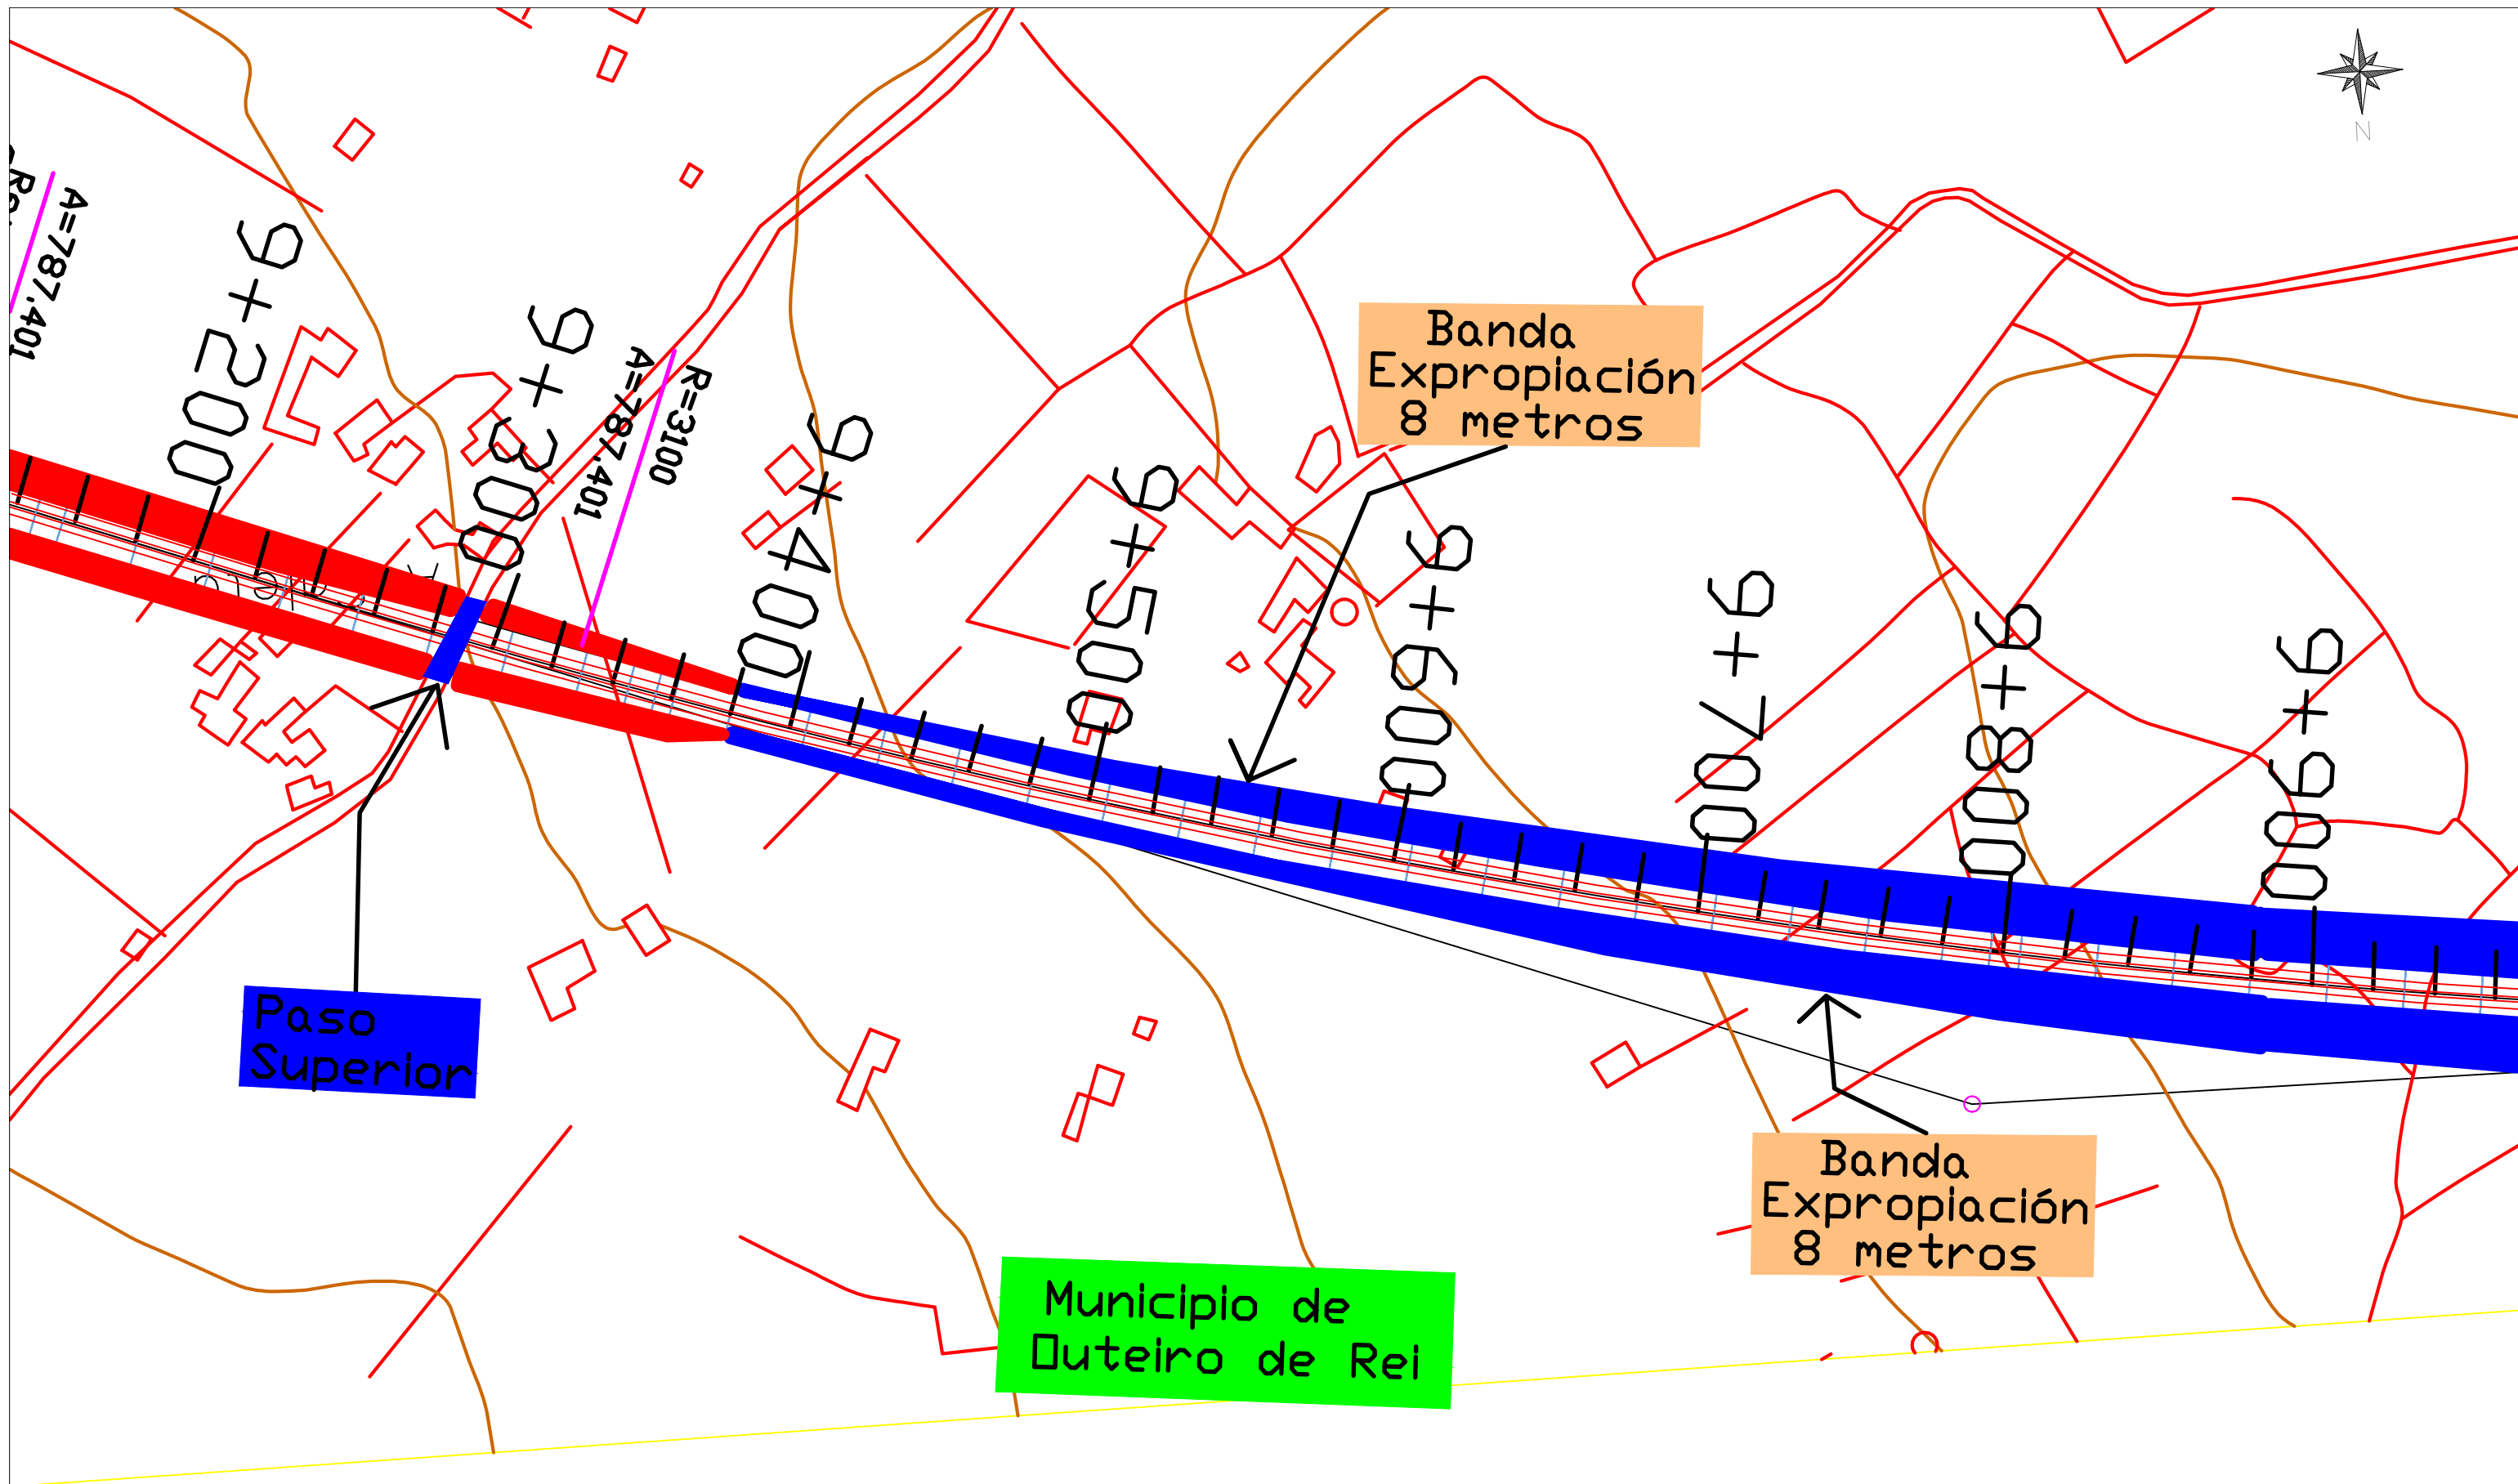 A=787.401
9+200
9+300
A=787.401
R=3100
9+400
9+500
Banda
Expropiación
8 metros
9+600
9+700
9+800
9+900
N
Paso
Superior
Banda
Expropiación
8 metros
Municipio de
Outeiro de Rei